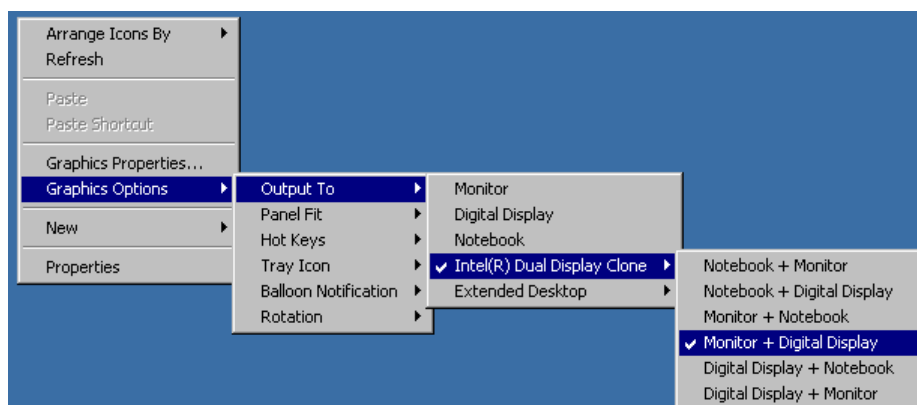 Arrange Icons By
Refresh
Paste
Paste Shortcut
Graphics Properties...
Graphics Options
New
Properties
Output To
Panel Fit
Hot Keys
Tray Icon
Balloon Notification
Rotation
Monitor
Digital Display
Notebook
Intel(R) Dual Display Clone
Extended Desktop
Notebook + Monitor
Notebook + Digital Display
Monitor + Notebook
Monitor + Digital Display
Digital Display + Notebook
Digital Display + Monitor